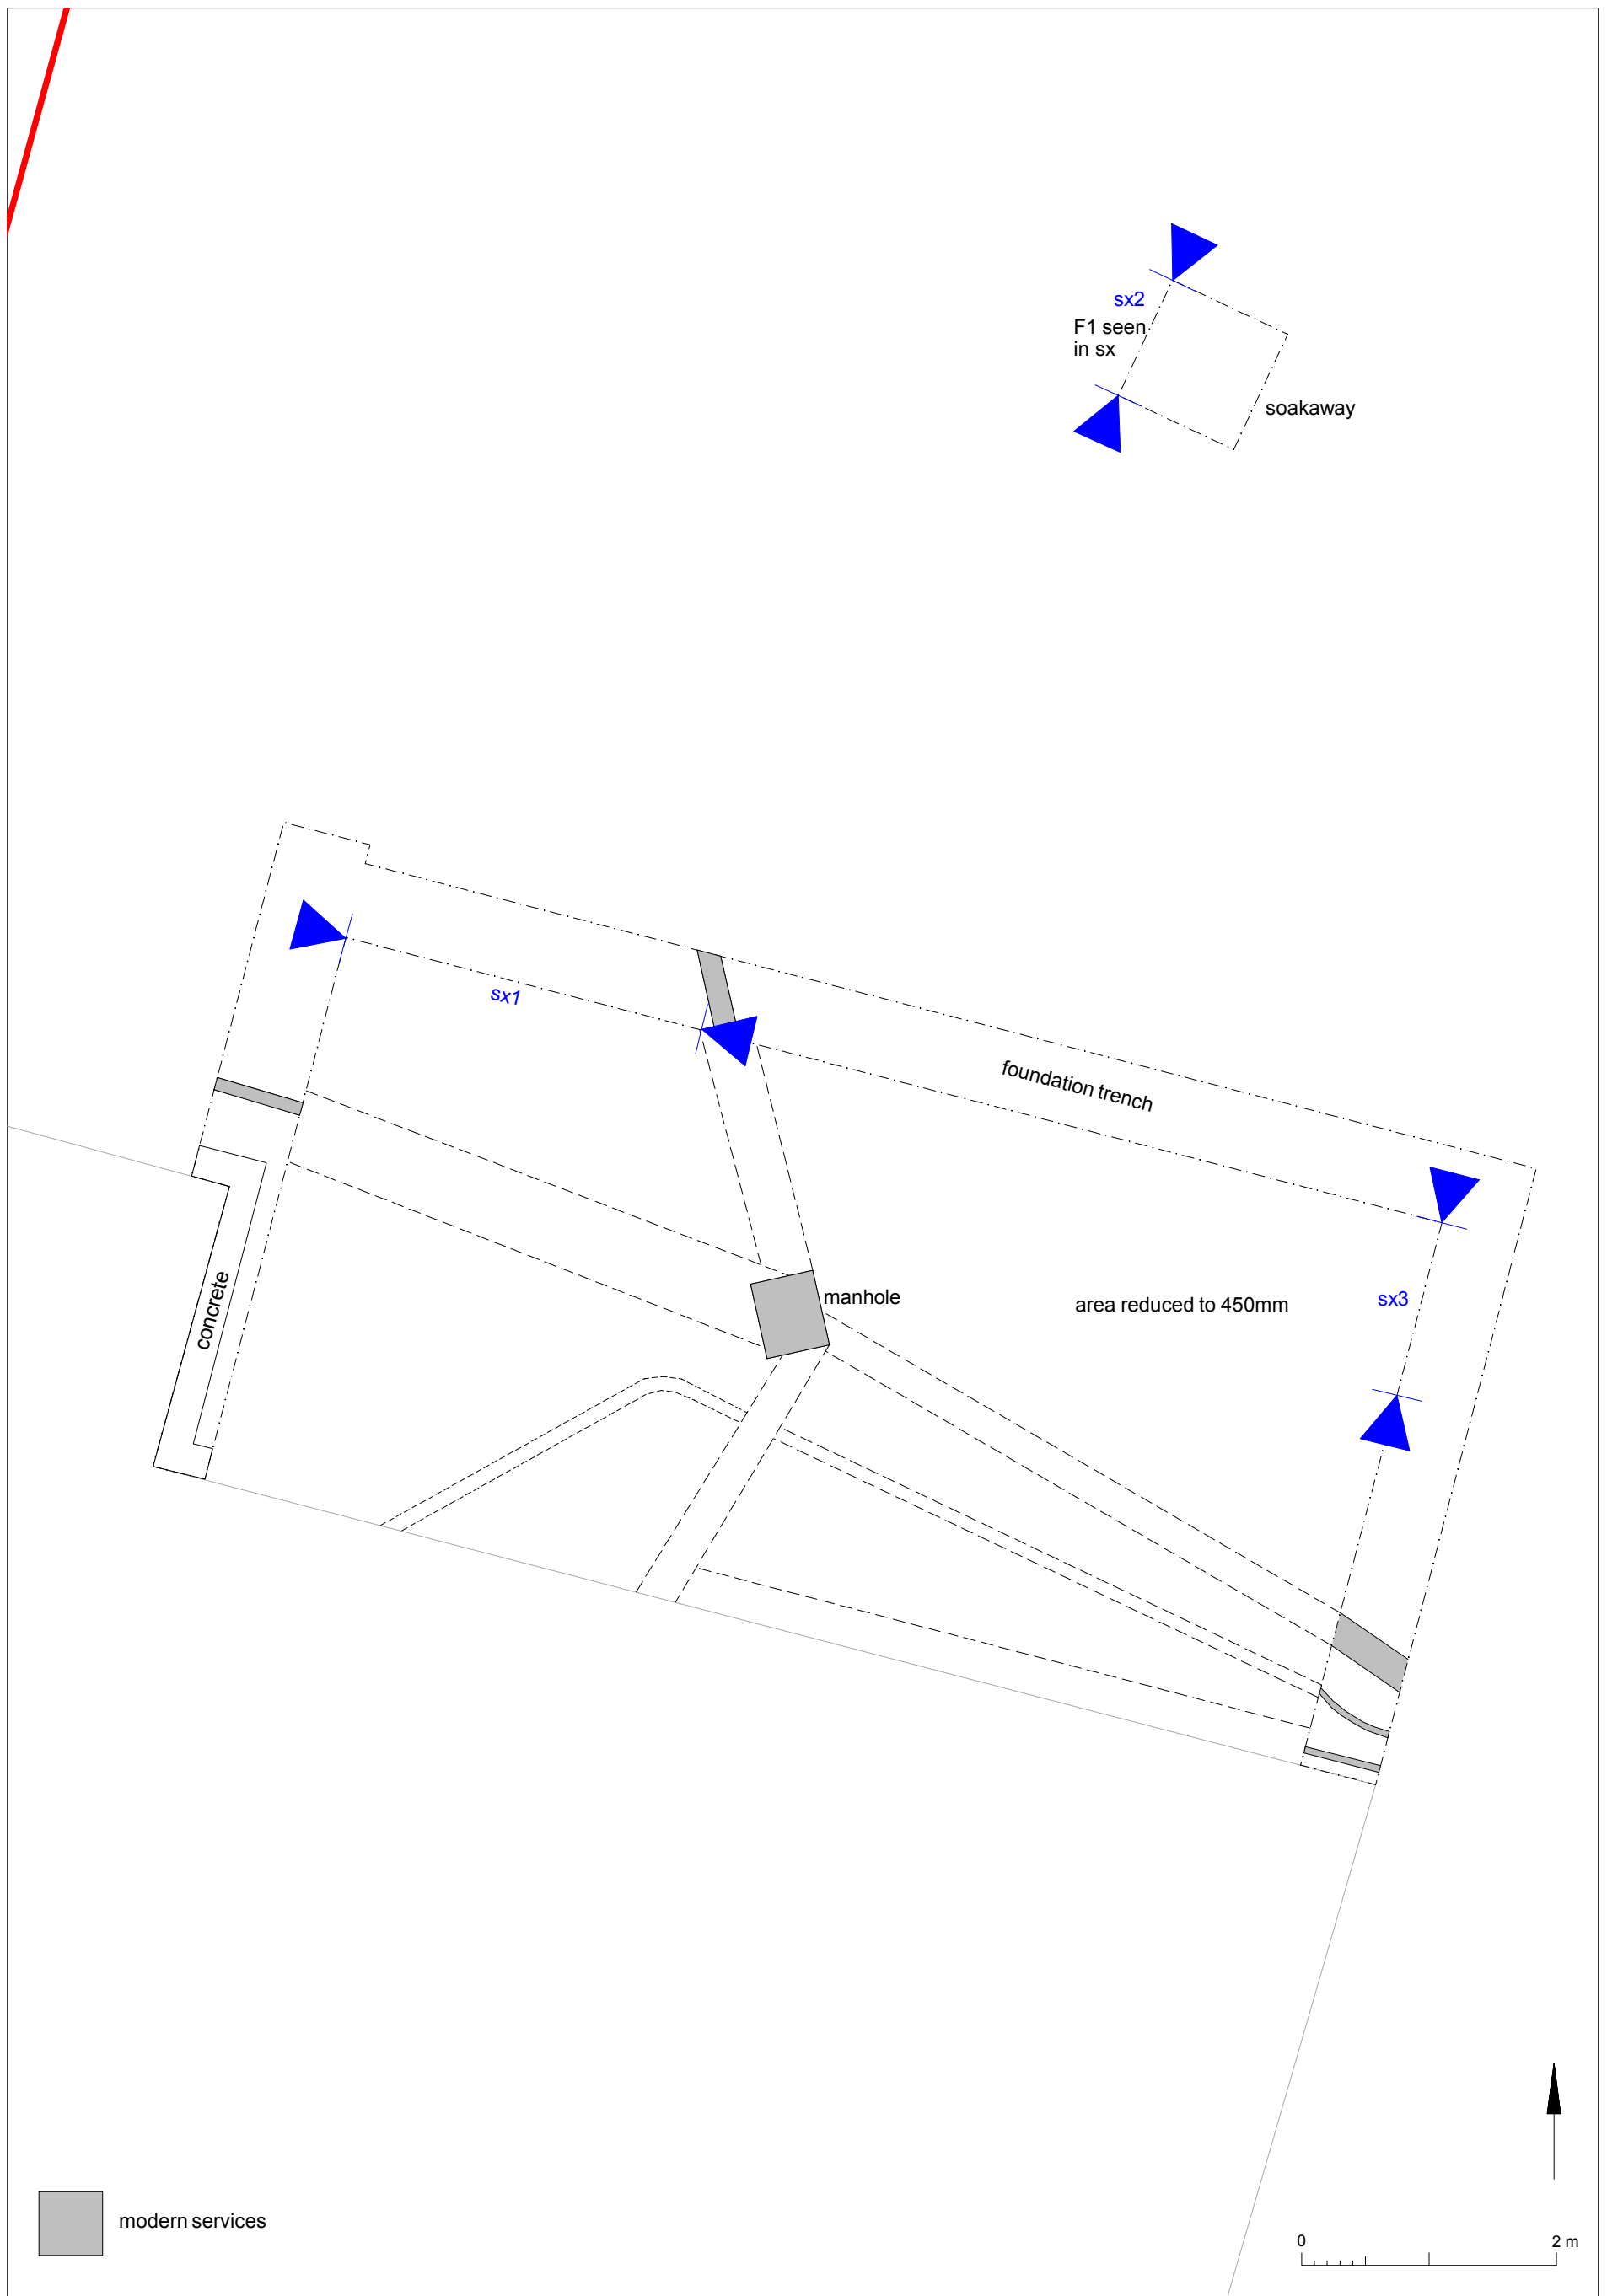 sx2
F1 seen
in sx
soakaway
sx1
foundation trench
manhole
area reduced to 450mm
sx3
concrete
modern services
0
2 m